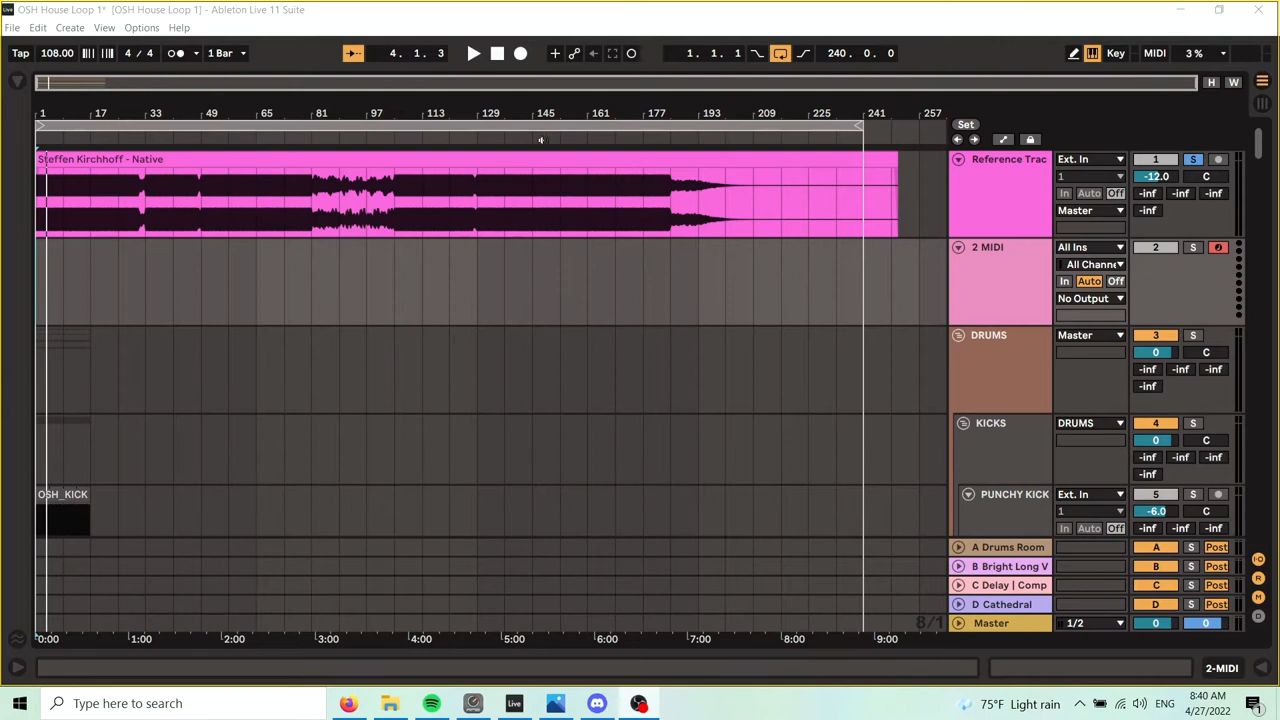 OSH House Loop 1*  [OSH House Loop 1] - Ableton Live 11 Suite
File Edit Create View Options Help
Tap 108.00 4 / 4 1 Bar 4. 1. 3 1. 1. 1 240. 0. 0 Key MIDI 3 %
H W
1 17 33 49 65 81 97 113 129 145 161 177 193 209 225 241 257
Set
Steffen Kirchhoff - Native
Reference Trac Ext. In 1 S
1 -12.0 C
In Auto Off -inf -inf -inf
Master -inf
2 MIDI All Ins 2 S
All Channe
In Auto Off
No Output
DRUMS Master 3 S
0 C
-inf -inf -inf
-inf
KICKS DRUMS 4 S
0 C
-inf -inf -inf
-inf
OSH_KICK
PUNCHY KICK Ext. In 5 S
1 -6.0 C
In Auto Off -inf -inf -inf
A Drums Room A S Post
B Bright Long V B S Post
C Delay | Comp C S Post
D Cathedral D S Post
8/1 Master 1/2 0 0
I·O
R
M
D
0:00 1:00 2:00 3:00 4:00 5:00 6:00 7:00 8:00 9:00
2-MIDI
Type here to search
Live
75°F Light rain
ENG
8:40 AM
4/27/2022
1